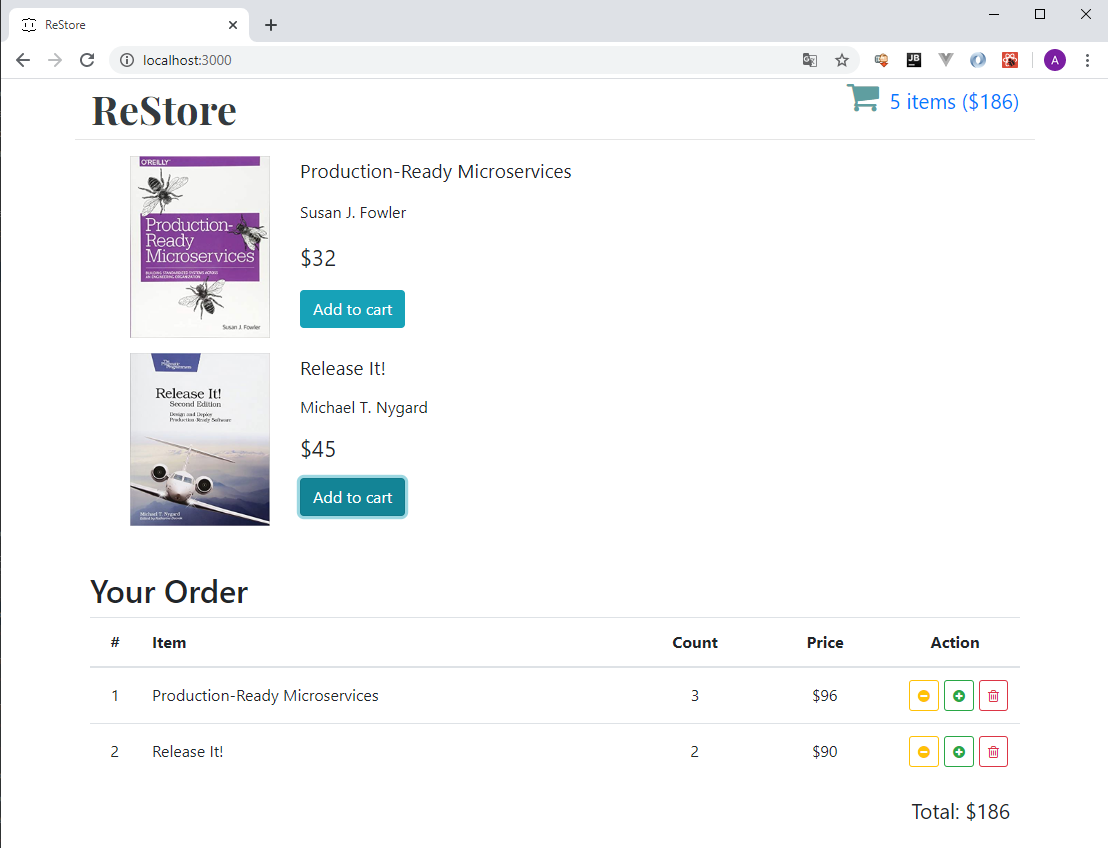 ReStore
localhost:3000
A
ReStore
5 items ($186)
O'REILLY
Production-
Ready
Microservices
BUILDING STANDARDIZED SYSTEMS ACROSS
AN ENGINEERING ORGANIZATION
Susan J. Fowler
Production-Ready Microservices
Susan J. Fowler
$32
Add to cart
The
Pragmatic
Programmers
Release It!
Second Edition
Design and Deploy
Production-Ready Software
Michael T. Nygard
Release It!
Michael T. Nygard
$45
Add to cart
Your Order
# Item Count Price Action
1 Production-Ready Microservices 3 $96
2 Release It! 2 $90
Total: $186